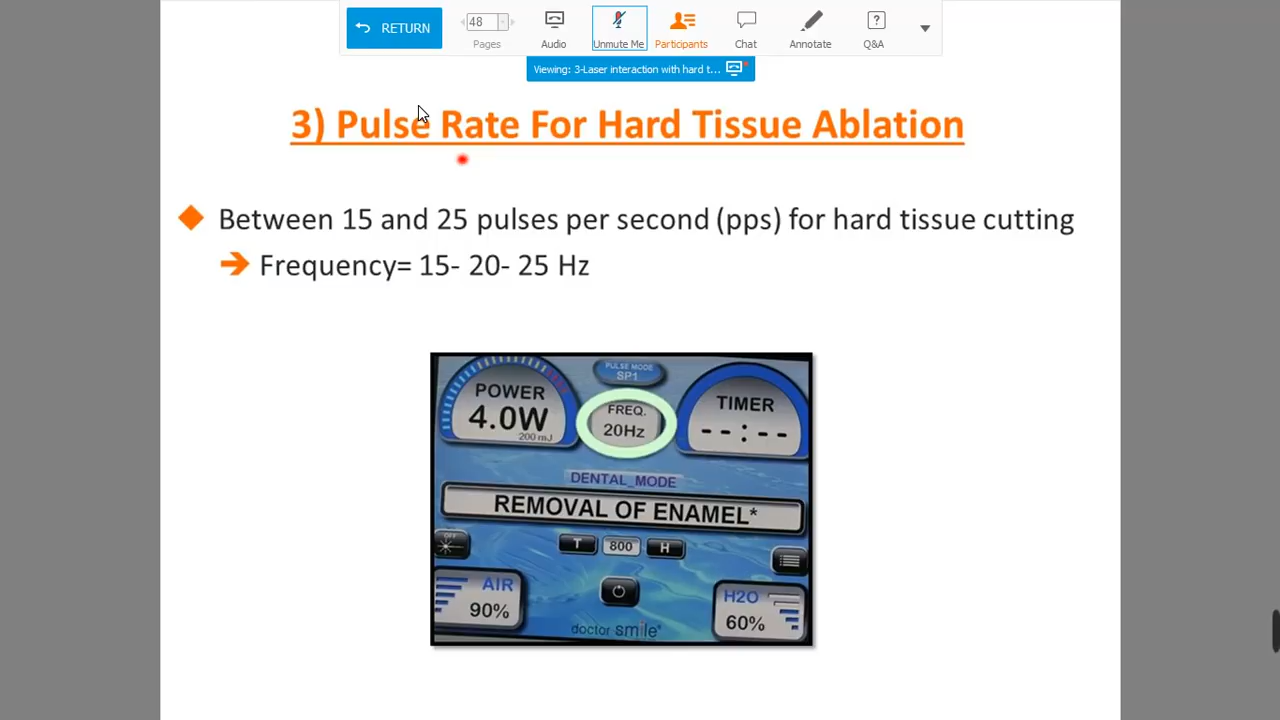 RETURN
48
Pages
Audio
Unmute Me
Participants
Chat
Annotate
Q&A
Viewing: 3-Laser interaction with hard t...
3) Pulse Rate For Hard Tissue Ablation
Between 15 and 25 pulses per second (pps) for hard tissue cutting
Frequency= 15- 20- 25 Hz
PULSE MODE
SP1
POWER
4.0W
200 mJ
FREQ.
20Hz
TIMER
--:--
DENTAL_MODE
REMOVAL OF ENAMEL*
OFF
T 800 H
AIR
90%
H2O
60%
doctor smile*